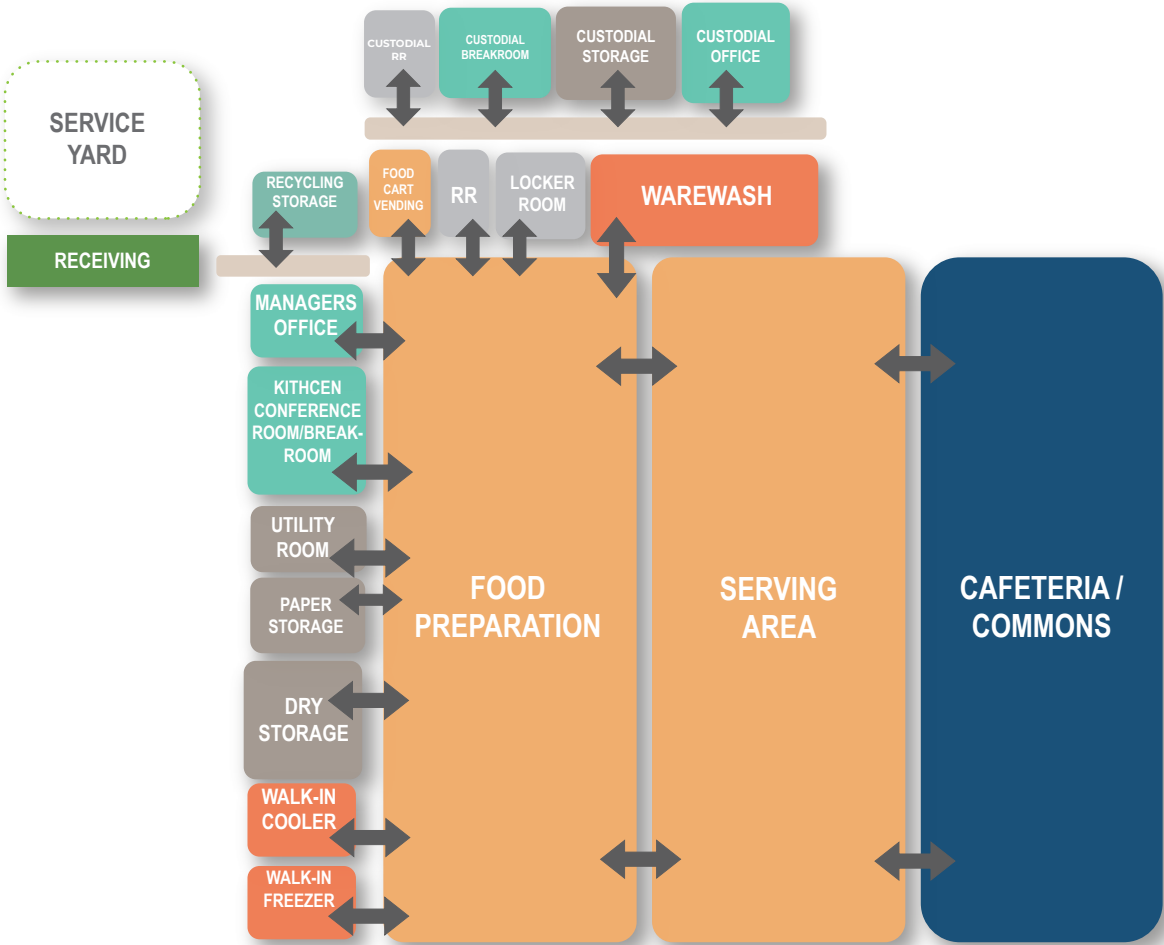 CUSTODIAL
RR
CUSTODIAL
BREAKROOM
CUSTODIAL
STORAGE
CUSTODIAL
OFFICE
SERVICE
YARD
RECEIVING
RECYCLING
STORAGE
FOOD
CART
VENDING
RR
LOCKER
ROOM
WAREWASH
MANAGERS
OFFICE
KITHCEN
CONFERENCE
ROOM/BREAK-
ROOM
UTILITY
ROOM
PAPER
STORAGE
DRY
STORAGE
WALK-IN
COOLER
WALK-IN
FREEZER
FOOD
PREPARATION
SERVING
AREA
CAFETERIA /
COMMONS